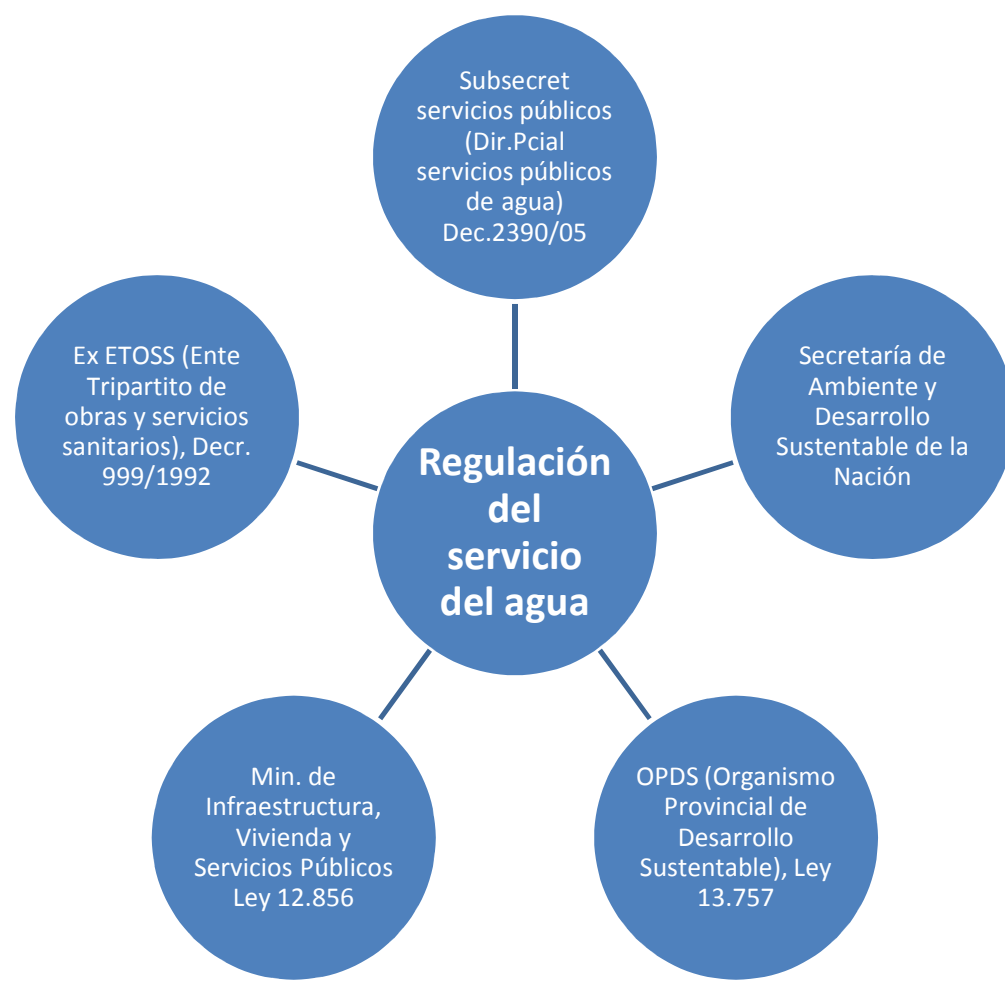 Subsecret
servicios públicos
(Dir.Pcial
servicios públicos
de agua)
Dec.2390/05
Ex ETOSS (Ente
Tripartito de
obras y servicios
sanitarios), Decr.
999/1992
Secretaría de
Ambiente y
Desarrollo
Sustentable de la
Nación
Regulación
del
servicio
del agua
Min. de
Infraestructura,
Vivienda y
Servicios Públicos
Ley 12.856
OPDS (Organismo
Provincial de
Desarrollo
Sustentable), Ley
13.757